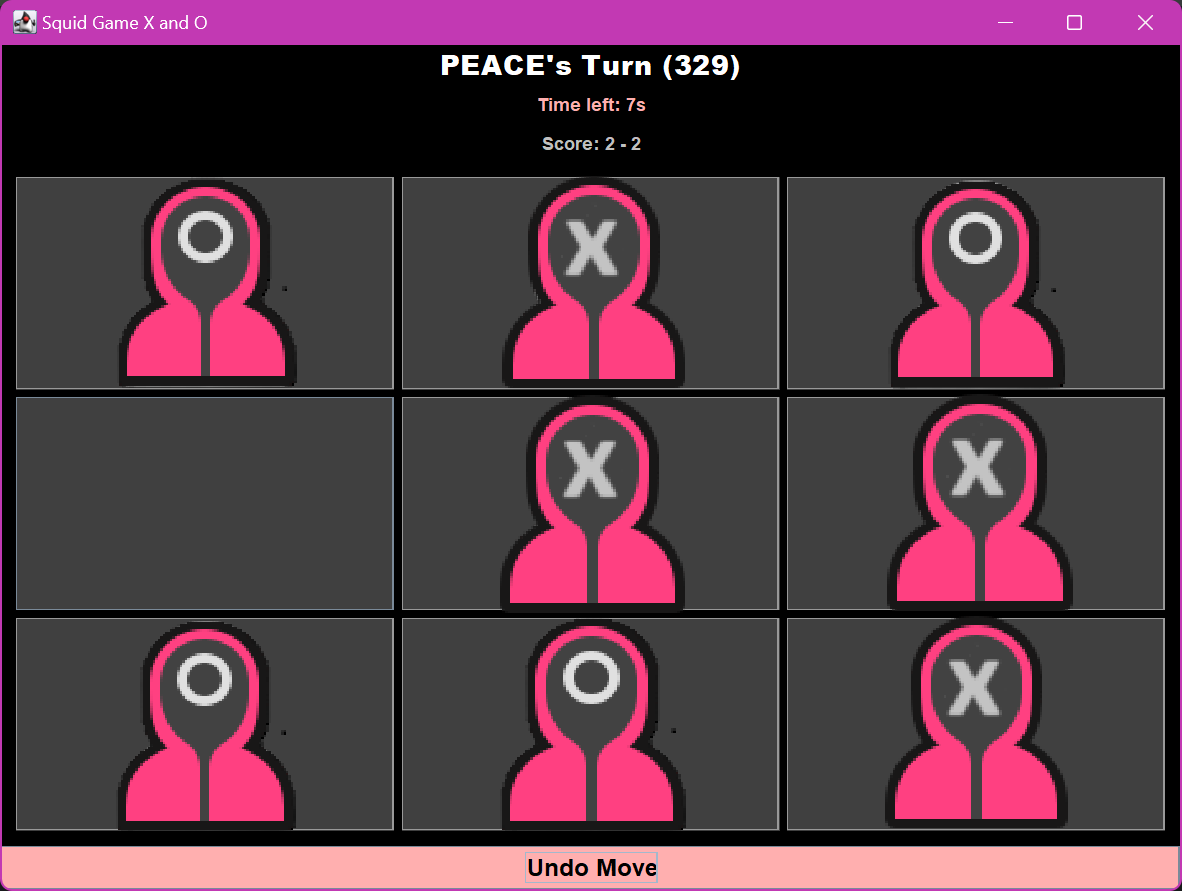 Squid Game X and O
PEACE's Turn (329)
Time left: 7s
Score: 2 - 2
O X O
X X
O O X
Undo Move